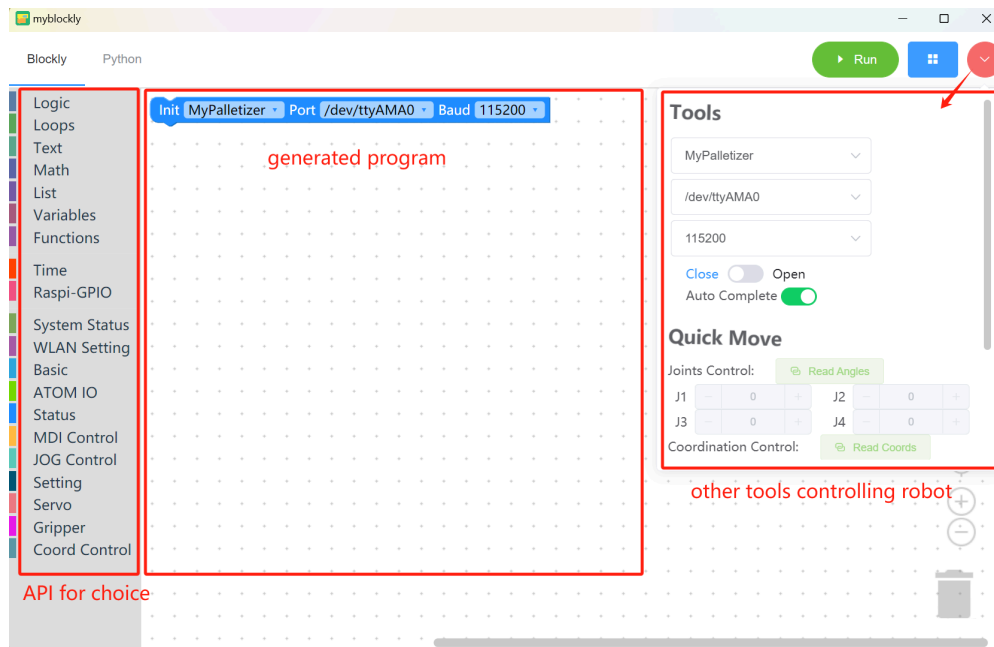 myblockly
Blockly Python
Run
Logic
Loops
Text
Math
List
Variables
Functions
Time
Raspi-GPIO
System Status
WLAN Setting
Basic
ATOM IO
Status
MDI Control
JOG Control
Setting
Servo
Gripper
Coord Control
API for choice
Init MyPalletizer Port /dev/ttyAMA0 Baud 115200
generated program
Tools
MyPalletizer
/dev/ttyAMA0
115200
Close Open
Auto Complete
Quick Move
Joints Control: Read Angles
J1 - 0 + J2 - 0 +
J3 - 0 + J4 - 0 +
Coordination Control: Read Coords
other tools controlling robot